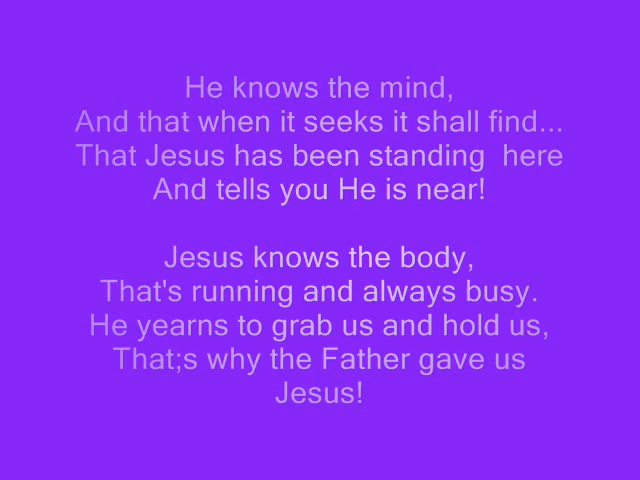 He knows the mind,
And that when it seeks it shall find...
That Jesus has been standing  here
And tells you He is near!
Jesus knows the body,
That's running and always busy.
He yearns to grab us and hold us,
That;s why the Father gave us
Jesus!